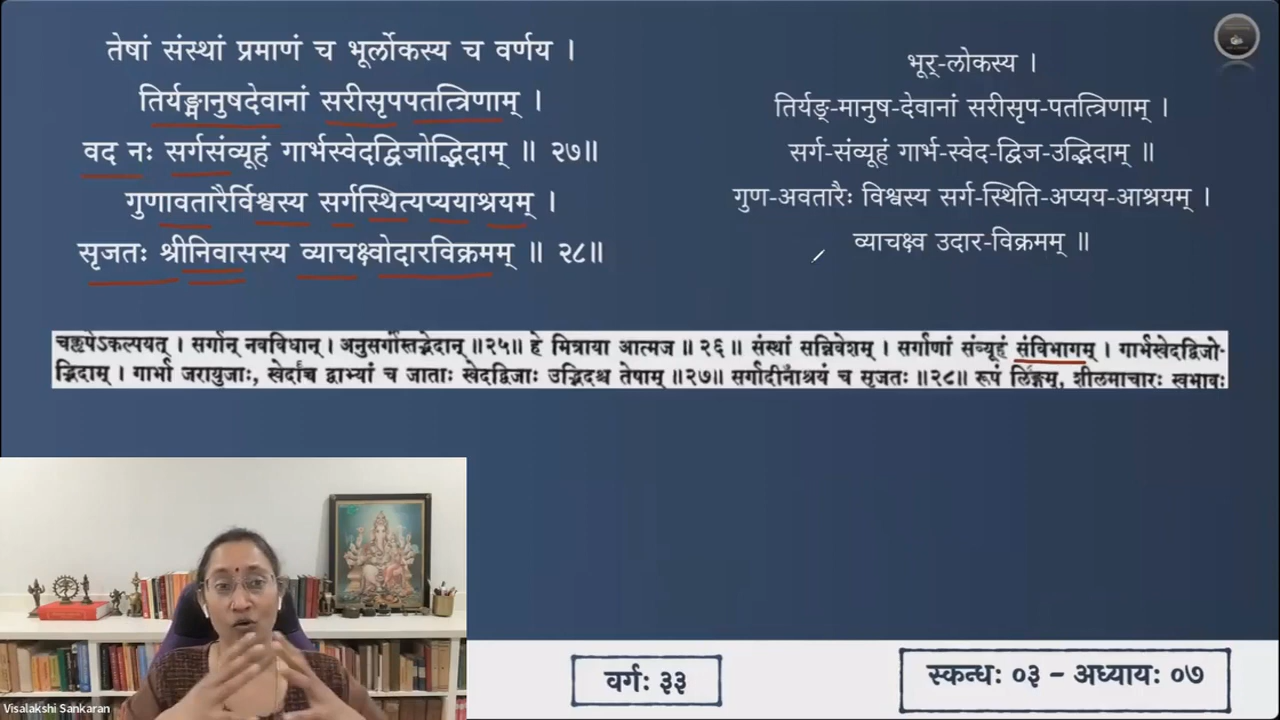 तेषां संस्थां प्रमाणं च भूर्लोकस्य च वर्णय ।
तिर्यङ्मानुषदेवानां सरीसृपपतत्त्रिणाम् ।
वद नः सर्गसंव्यूहं गार्भस्वेदद्विजोद्भिदाम् ॥ २७॥
गुणावतारैर्विश्वस्य सर्गस्थित्यप्ययाश्रयम् ।
सृजतः श्रीनिवासस्य व्याचक्ष्वोदारविक्रमम् ॥ २८॥
भूर्-लोकस्य ।
तिर्यङ्-मानुष-देवानां सरीसृप-पतत्त्रिणाम् ।
सर्ग-संव्यूहं गार्भ-स्वेद-द्विज-उद्भिदाम् ॥
गुण-अवतारैः विश्वस्य सर्ग-स्थिति-अप्यय-आश्रयम् ।
व्याचक्ष्व उदार-विक्रमम् ॥
चक्लृपेऽकल्पयत् । सर्गान् नवविधान् । अनुसर्गांस्तद्भेदान् ॥२५॥ हे मित्राया आत्मज ॥ २६ ॥ संस्थां सन्निवेशम् । सर्गाणां संव्यूहं संविभागम् । गार्भस्वेदद्विजो-
द्भिदाम् । गार्भा जरायुजाः, स्वेदाच्च द्वाभ्यां च जाताः स्वेदद्विजाः उद्भिदश्च तेषाम् ॥२७॥ सर्गादीनाश्रयं च सृजतः ॥२८॥ रूपं लिङ्गम्, शीलमाचारः स्वभावः
Visalakshi Sankaran
वर्गः ३३
स्कन्धः ०३ – अध्यायः ०७